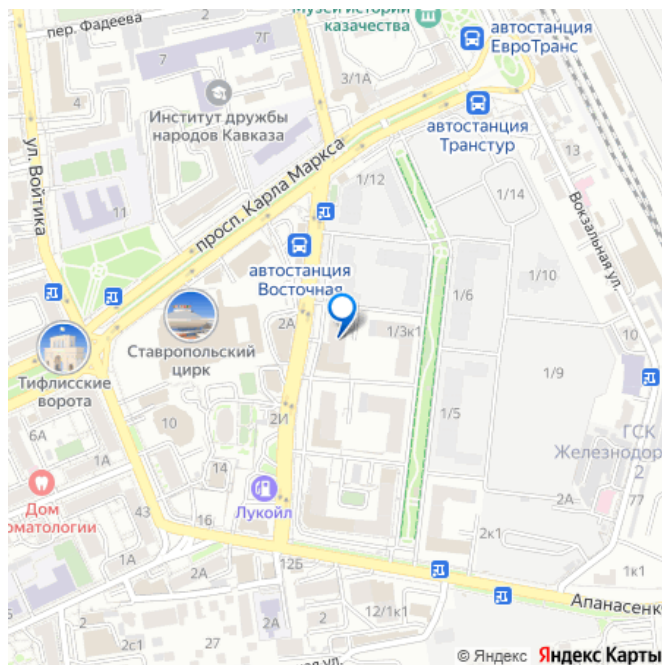 пер. Фадеева
2
7Г
7
4
Музей истории
казачества
автостанция
ЕвроТранс
3/1А
Институт дружбы
народов Кавказа
автостанция
Транстур
ул. Войтика
просп. Карла Маркса
13
11
1/12
1/14
Вокзальная ул.
автостанция
Восточная
1/10
1/6
2А
1/3к1
10
Ставропольский
цирк
Тифлисские
ворота
1/9
1/5
10
2И
6А
1А
14
ГСК
Железнодор
2
Дом
оматологии
Лукойл
2А
77
43
16
2к1
12Б
2А
1к1
Апанасенко
2
2А
12/1к1
2с1
27
ная ул.
© Яндекс Яндекс Карты